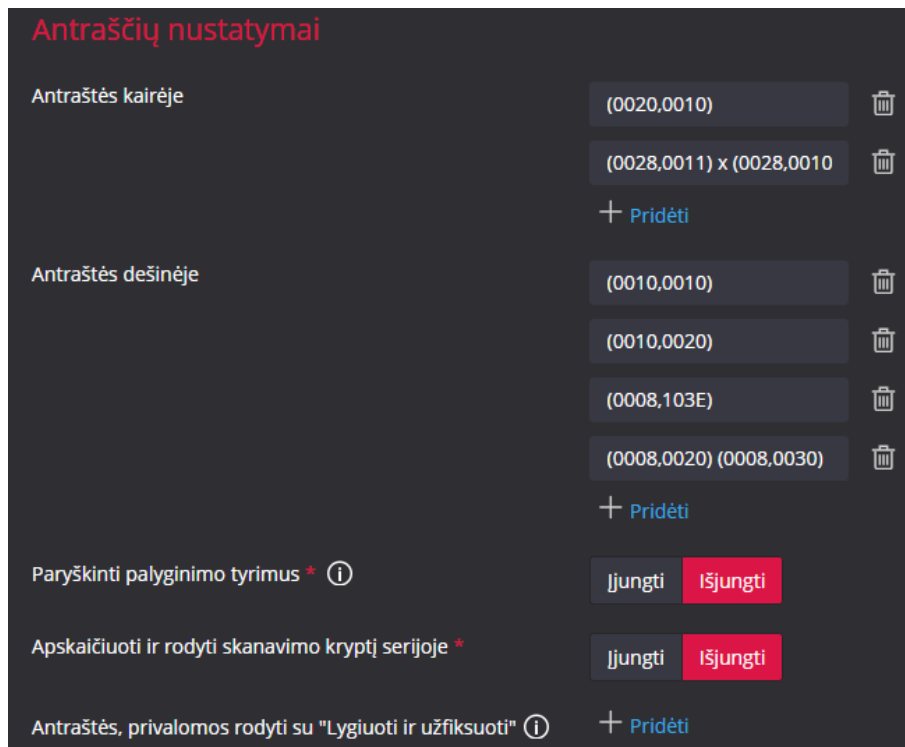 Antraščių nustatymai
Antraštės kairėje
(0020,0010)
(0028,0011) x (0028,0010
+ Pridėti
Antraštės dešinėje
(0010,0010)
(0010,0020)
(0008,103E)
(0008,0020) (0008,0030)
+ Pridėti
Paryškinti palyginimo tyrimus * ⓘ
Įjungti Išjungti
Apskaičiuoti ir rodyti skanavimo kryptį serijoje *
Įjungti Išjungti
Antraštės, privalomos rodyti su "Lygiuoti ir užfiksuoti" ⓘ + Pridėti